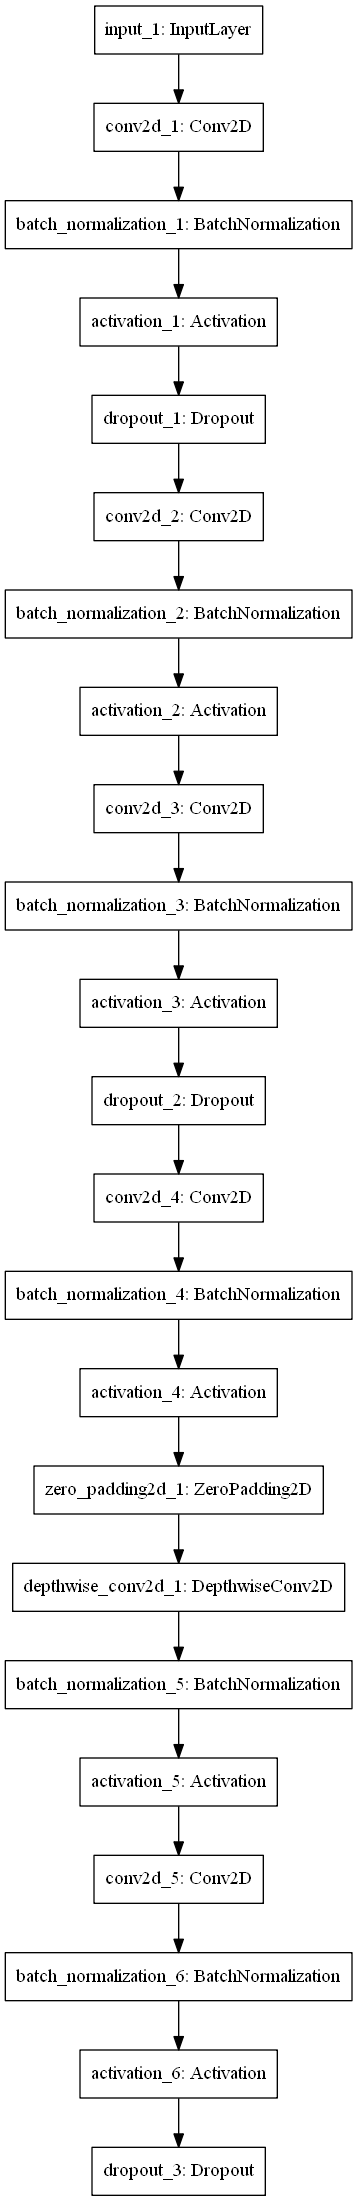 input_1: InputLayer
conv2d_1: Conv2D
batch_normalization_1: BatchNormalization
activation_1: Activation
dropout_1: Dropout
conv2d_2: Conv2D
batch_normalization_2: BatchNormalization
activation_2: Activation
conv2d_3: Conv2D
batch_normalization_3: BatchNormalization
activation_3: Activation
dropout_2: Dropout
conv2d_4: Conv2D
batch_normalization_4: BatchNormalization
activation_4: Activation
zero_padding2d_1: ZeroPadding2D
depthwise_conv2d_1: DepthwiseConv2D
batch_normalization_5: BatchNormalization
activation_5: Activation
conv2d_5: Conv2D
batch_normalization_6: BatchNormalization
activation_6: Activation
dropout_3: Dropout